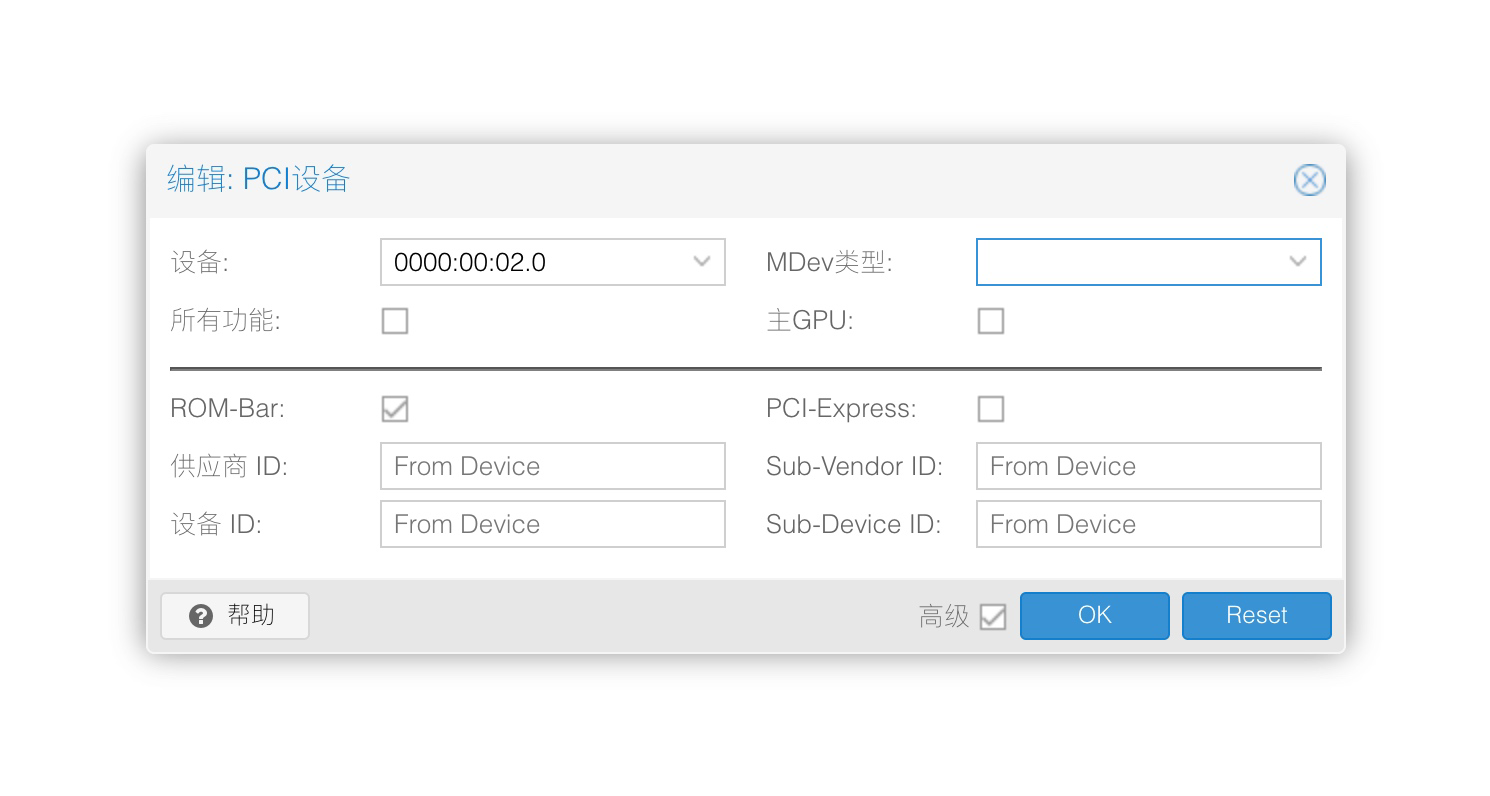 编辑: PCI设备
设备: 0000:00:02.0 MDev类型:
所有功能: 主GPU:
ROM-Bar: PCI-Express:
供应商 ID: From Device Sub-Vendor ID: From Device
设备 ID: From Device Sub-Device ID: From Device
帮助 高级 OK Reset